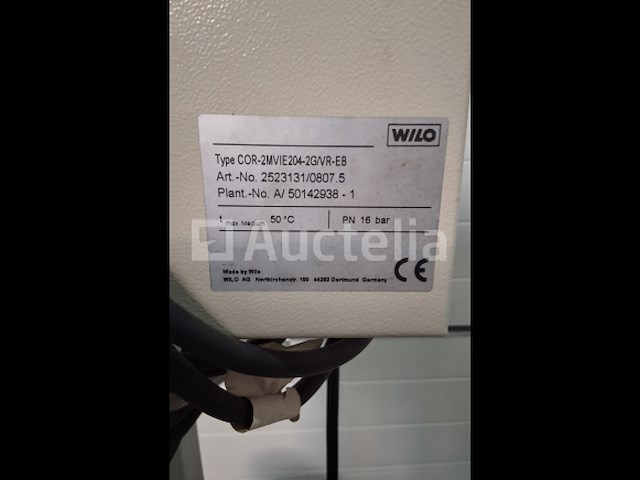 WILO
Type COR-2MVIE204-2G/VR-EB
Art.-No. 2523131/0807.5
Plant.-No. A/ 50142938 - 1
t max. Medium 50 °C PN 16 bar
Auctelia
Made by Wilo
WILO AG Nortkirchenstr. 100 44263 Dortmund Germany
CE